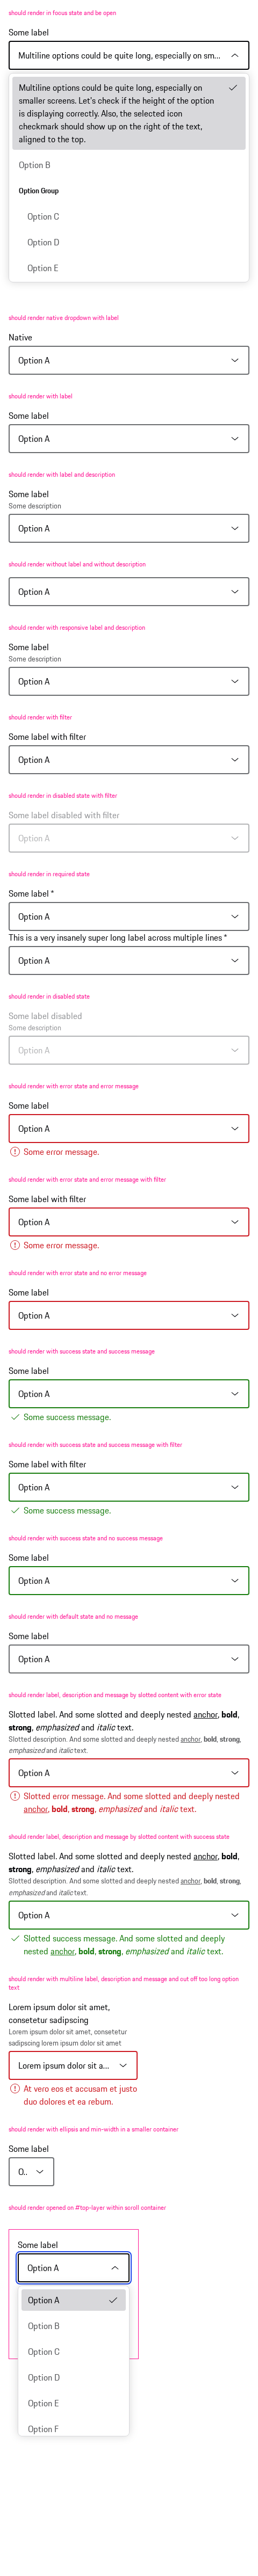 should render in focus state and be open
Some label
Multiline options could be quite long, especially on sm...
Multiline options could be quite long, especially on
smaller screens. Let's check if the height of the option
is displaying correctly. Also, the selected icon
checkmark should show up on the right of the text,
aligned to the top.
Option B
Option Group
Option C
Option D
Option E
should render native dropdown with label
Native
Option A
should render with label
Some label
Option A
should render with label and description
Some label
Some description
Option A
should render without label and without description
Option A
should render with responsive label and description
Some label
Some description
Option A
should render with filter
Some label with filter
Option A
should render in disabled state with filter
Some label disabled with filter
Option A
should render in required state
Some label *
Option A
This is a very insanely super long label across multiple lines *
Option A
should render in disabled state
Some label disabled
Some description
Option A
should render with error state and error message
Some label
Option A
Some error message.
should render with error state and error message with filter
Some label with filter
Option A
Some error message.
should render with error state and no error message
Some label
Option A
should render with success state and success message
Some label
Option A
Some success message.
should render with success state and success message with filter
Some label with filter
Option A
Some success message.
should render with success state and no success message
Some label
Option A
should render with default state and no message
Some label
Option A
should render label, description and message by slotted content with error state
Slotted label. And some slotted and deeply nested anchor, bold,
strong, emphasized and italic text.
Slotted description. And some slotted and deeply nested anchor, bold, strong,
emphasized and italic text.
Option A
Slotted error message. And some slotted and deeply nested
anchor, bold, strong, emphasized and italic text.
should render label, description and message by slotted content with success state
Slotted label. And some slotted and deeply nested anchor, bold,
strong, emphasized and italic text.
Slotted description. And some slotted and deeply nested anchor, bold, strong,
emphasized and italic text.
Option A
Slotted success message. And some slotted and deeply
nested anchor, bold, strong, emphasized and italic text.
should render with multiline label, description and message and cut off too long option
text
Lorem ipsum dolor sit amet,
consetetur sadipscing
Lorem ipsum dolor sit amet, consetetur
sadipscing lorem ipsum dolor sit amet
Lorem ipsum dolor sit a...
At vero eos et accusam et justo
duo dolores et ea rebum.
should render with ellipsis and min-width in a smaller container
Some label
O..
should render opened on #top-layer within scroll container
Some label
Option A
Option A
Option B
Option C
Option D
Option E
Option F